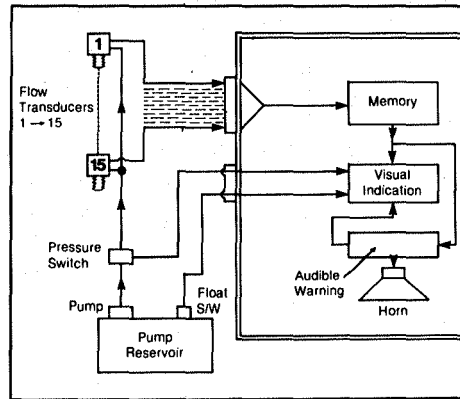 1
Flow
Transducers
1 → 15
15
Pressure
Switch
Pump
Float
S/W
Pump
Reservoir
Memory
Visual
Indication
Audible
Warning
Horn